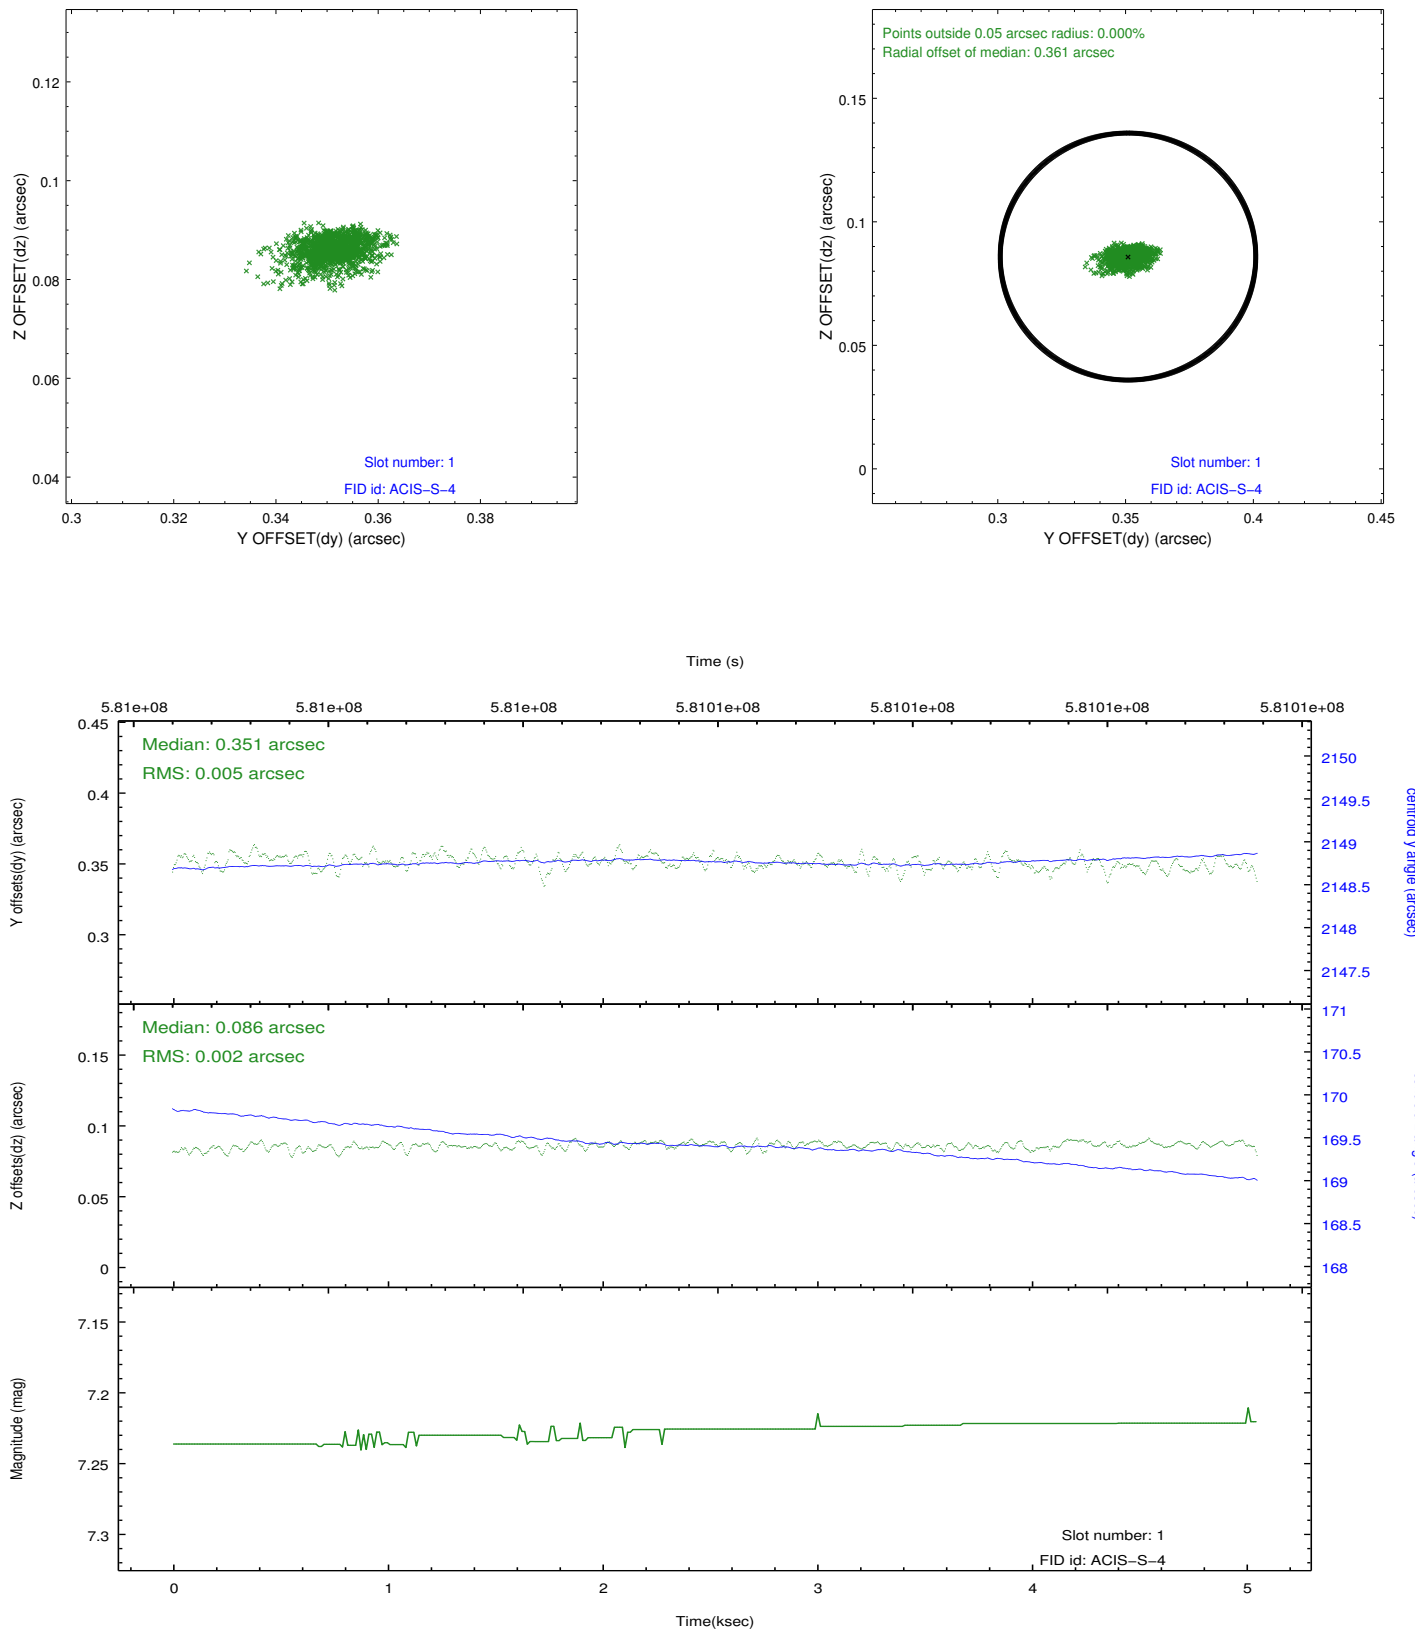 0.12
0.1
0.08
0.06
0.04
Z OFFSET(dz) (arcsec)
Slot number: 1
FID id: ACIS−S−4
0.3 0.32 0.34 0.36 0.38
Y OFFSET(dy) (arcsec)
Points outside 0.05 arcsec radius: 0.000%
Radial offset of median: 0.361 arcsec
0.15
0.1
0.05
0
Z OFFSET(dz) (arcsec)
Slot number: 1
FID id: ACIS−S−4
0.3 0.35 0.4 0.45
Y OFFSET(dy) (arcsec)
Time (s)
5.81e+08 5.81e+08 5.81e+08 5.8101e+08 5.8101e+08 5.8101e+08 5.8101e+08
Median: 0.351 arcsec
RMS: 0.005 arcsec
0.45
0.4
0.35
0.3
Y offsets(dy) (arcsec)
2150
2149.5
2149
2148.5
2148
2147.5
centroid y angle (arcsec)
Median: 0.086 arcsec
RMS: 0.002 arcsec
0.15
0.1
0.05
0
Z offsets(dz) (arcsec)
171
170.5
170
169.5
169
168.5
168
7.15
7.2
7.25
7.3
Magnitude (mag)
Slot number: 1
FID id: ACIS−S−4
0 1 2 3 4 5
Time(ksec)